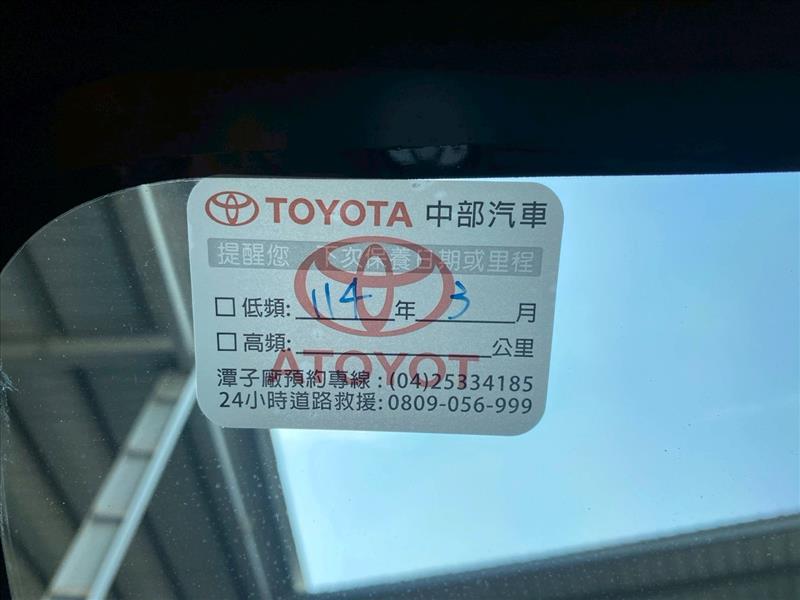 TOYOTA 中部汽車
提醒您 下次保養日期或里程
□ 低頻: 114 年 3 月
□ 高頻: 公里
ATOYOT
潭子廠預約專線 : (04)25334185
24小時道路救援: 0809-056-999